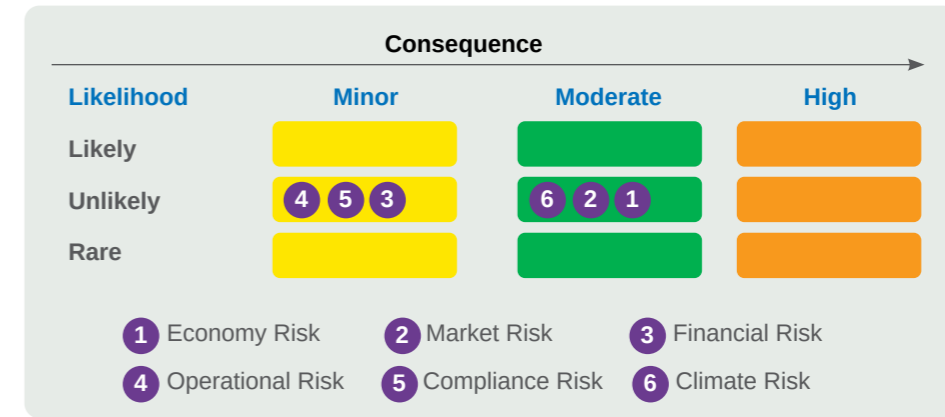 Consequence
Likelihood Minor Moderate High
Likely
Unlikely 4 5 3 6 2 1
Rare
1 Economy Risk 2 Market Risk 3 Financial Risk
4 Operational Risk 5 Compliance Risk 6 Climate Risk